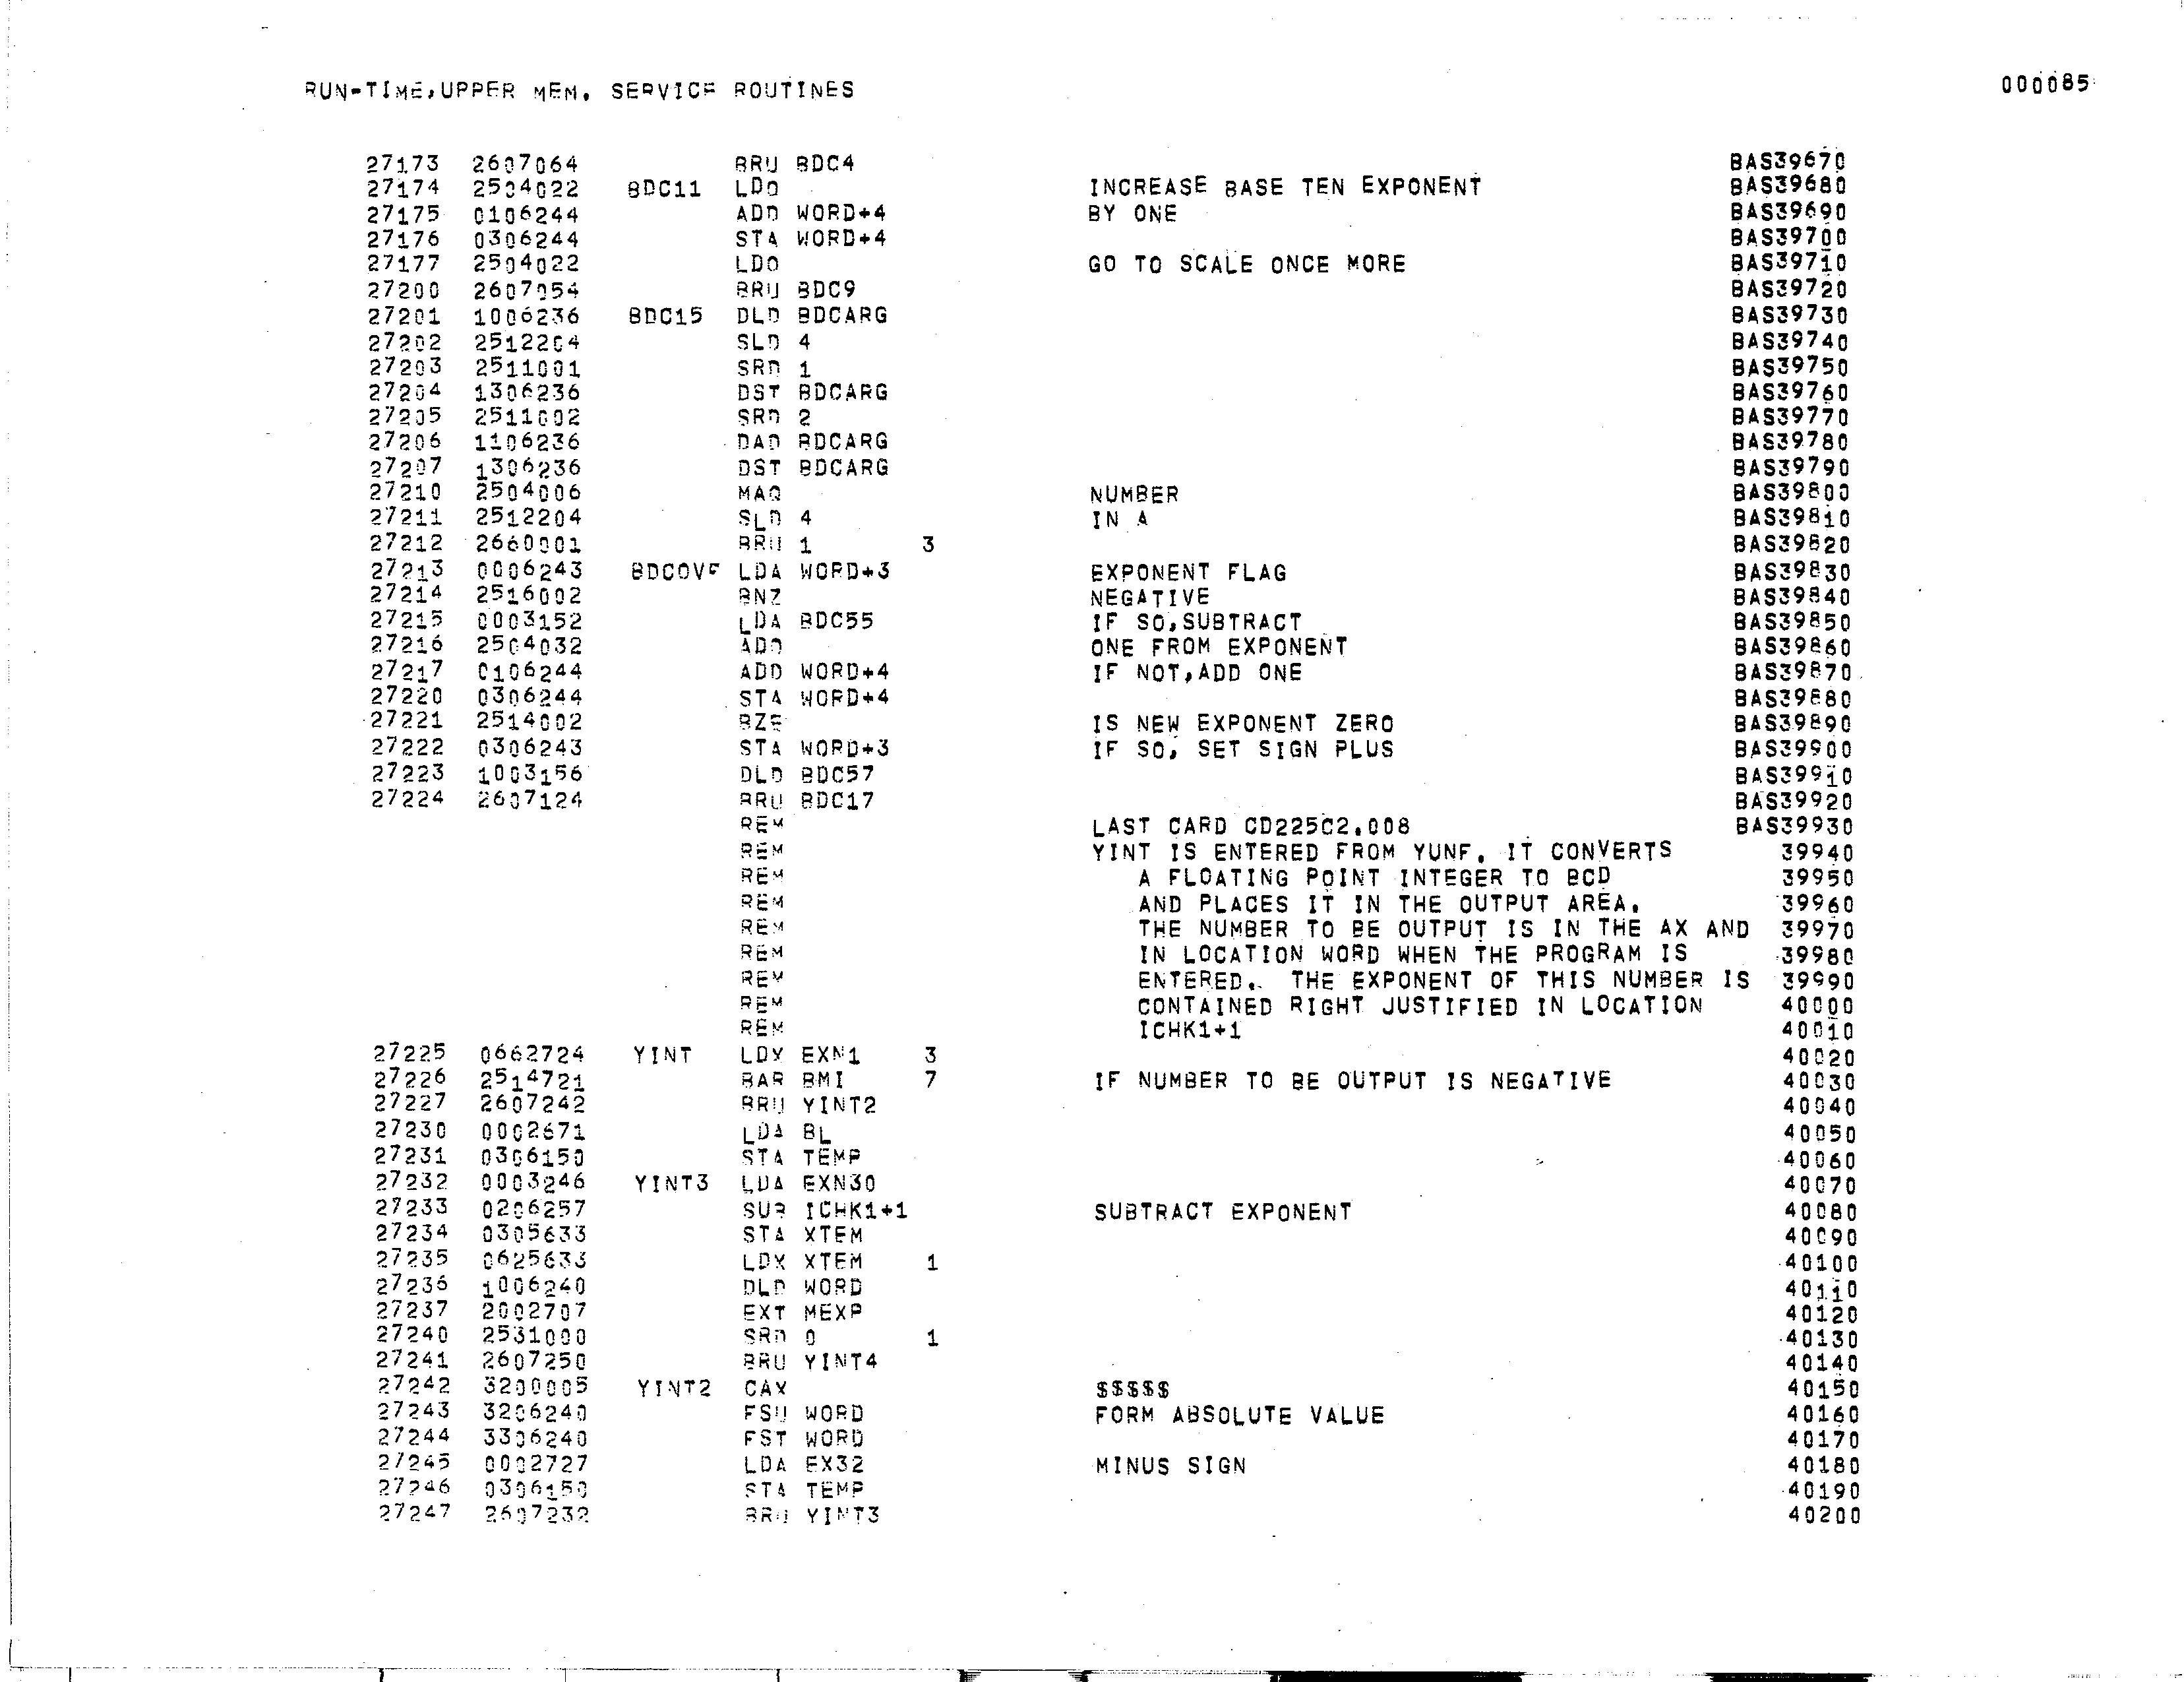 RUN-TIME,UPPER MEM. SERVICE ROUTINES 000085
27173 2607064 BRU BDC4 BAS39670
27174 2504022 BDC11 LDO INCREASE BASE TEN EXPONENT BAS39680
27175 0106244 ADD WORD+4 BY ONE BAS39690
27176 0306244 STA WORD+4 BAS39700
27177 2504022 LDO GO TO SCALE ONCE MORE BAS39710
27200 2607054 BRU BDC9 BAS39720
27201 1006236 BDC15 DLD BDCARG BAS39730
27202 2512204 SLD 4 BAS39740
27203 2511001 SRD 1 BAS39750
27204 1306236 DST BDCARG BAS39760
27205 2511002 SRD 2 BAS39770
27206 1106236 DAD BDCARG BAS39780
27207 1306236 DST BDCARG BAS39790
27210 2504006 MAQ NUMBER BAS39800
27211 2512204 SLD 4 IN A BAS39810
27212 2660001 BRU 1 3 BAS39820
27213 0006243 BDCOVF LDA WORD+3 EXPONENT FLAG BAS39830
27214 2516002 BNZ NEGATIVE BAS39840
27215 0003152 LDA BDC55 IF SO,SUBTRACT BAS39850
27216 2504032 ADO ONE FROM EXPONENT BAS39860
27217 0106244 ADD WORD+4 IF NOT,ADD ONE BAS39870
27220 0306244 STA WORD+4 BAS39880
27221 2514002 BZE IS NEW EXPONENT ZERO BAS39890
27222 0306243 STA WORD+3 IF SO, SET SIGN PLUS BAS39900
27223 1003156 DLD BDC57 BAS39910
27224 2607124 BRU BDC17 BAS39920
REM LAST CARD CD225C2.008 BAS39930
REM YINT IS ENTERED FROM YUNF. IT CONVERTS 39940
REM A FLOATING POINT INTEGER TO BCD 39950
REM AND PLACES IT IN THE OUTPUT AREA. 39960
REM THE NUMBER TO BE OUTPUT IS IN THE AX AND 39970
REM IN LOCATION WORD WHEN THE PROGRAM IS 39980
REM ENTERED. THE EXPONENT OF THIS NUMBER IS 39990
REM CONTAINED RIGHT JUSTIFIED IN LOCATION 40000
REM ICHK1+1 40010
27225 0662724 YINT LDX EXN1 3 40020
27226 2514721 BAR BMI 7 IF NUMBER TO BE OUTPUT IS NEGATIVE 40030
27227 2607242 BRU YINT2 40040
27230 0002671 LDA BL 40050
27231 0306150 STA TEMP 40060
27232 0003246 YINT3 LDA EXN30 40070
27233 0206257 SUB ICHK1+1 SUBTRACT EXPONENT 40080
27234 0305633 STA XTEM 40090
27235 0625633 LDX XTEM 1 40100
27236 1006240 DLD WORD 40110
27237 2002707 EXT MEXP 40120
27240 2531000 SRD 0 1 40130
27241 2607250 BRU YINT4 40140
27242 3200005 YINT2 CAX $$$$$ 40150
27243 3206240 FSU WORD FORM ABSOLUTE VALUE 40160
27244 3306240 FST WORD 40170
27245 0002727 LDA EX32 MINUS SIGN 40180
27246 0306150 STA TEMP 40190
27247 2607232 BRU YINT3 40200